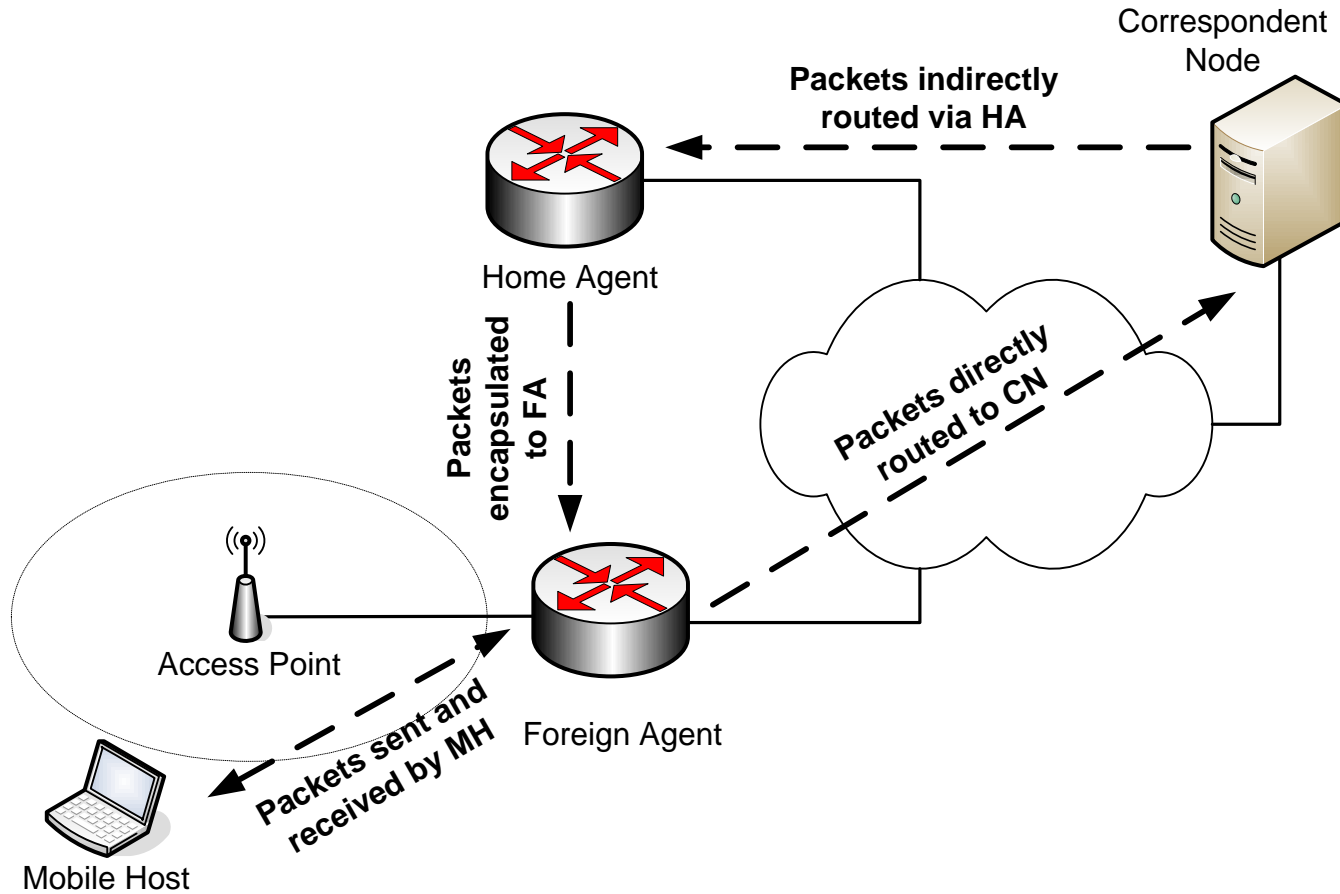 Correspondent
Node
Packets indirectly
routed via HA
Home Agent
Packets
encapsulated
to FA
Packets directly
routed to CN
Access Point
Foreign Agent
Packets sent and
received by MH
Mobile Host